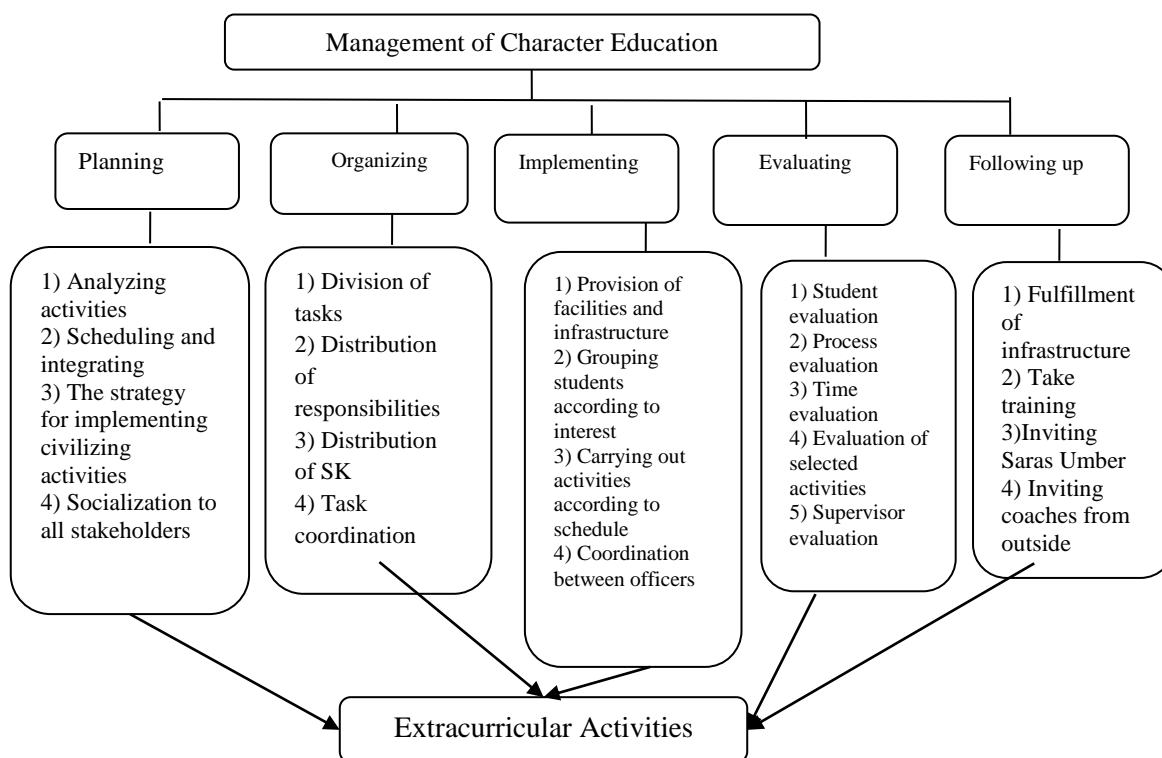 Management of Character Education
Planning
Organizing
Implementing
Evaluating
Following up
1) Analyzing
activities
2) Scheduling and
integrating
3) The strategy
for implementing
civilizing
activities
4) Socialization to
all stakeholders
1) Division of
tasks
2) Distribution
of
responsibilities
3) Distribution
of SK
4) Task
coordination
1) Provision of
facilities and
infrastructure
2) Grouping
students
according to
interest
3) Carrying out
activities
according to
schedule
4) Coordination
between officers
1) Student
evaluation
2) Process
evaluation
3) Time
evaluation
4) Evaluation of
selected
activities
5) Supervisor
evaluation
1) Fulfillment
of
infrastructure
2) Take
training
3)Inviting
Saras Umber
4) Inviting
coaches from
outside
Extracurricular Activities